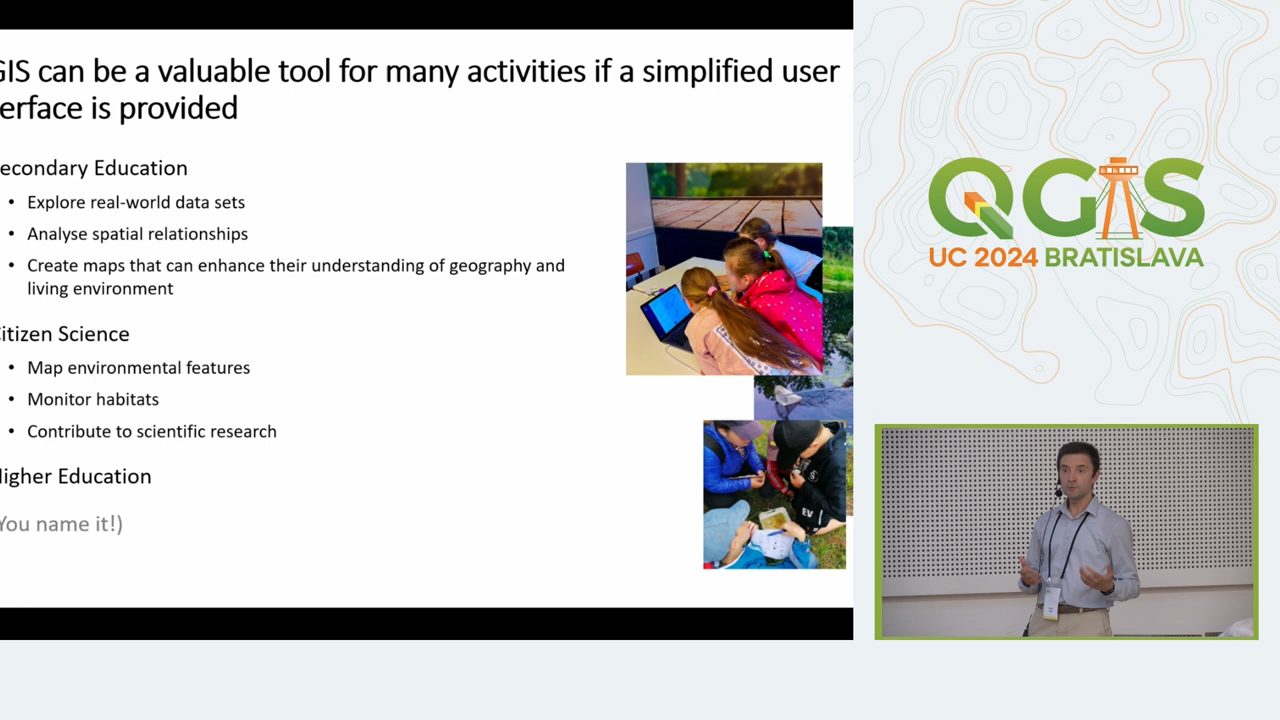 GIS can be a valuable tool for many activities if a simplified user
erface is provided
econdary Education
• Explore real-world data sets
• Analyse spatial relationships
• Create maps that can enhance their understanding of geography and
living environment
itizen Science
• Map environmental features
• Monitor habitats
• Contribute to scientific research
igher Education
You name it!)
EV
QGIS
UC 2024 BRATISLAVA